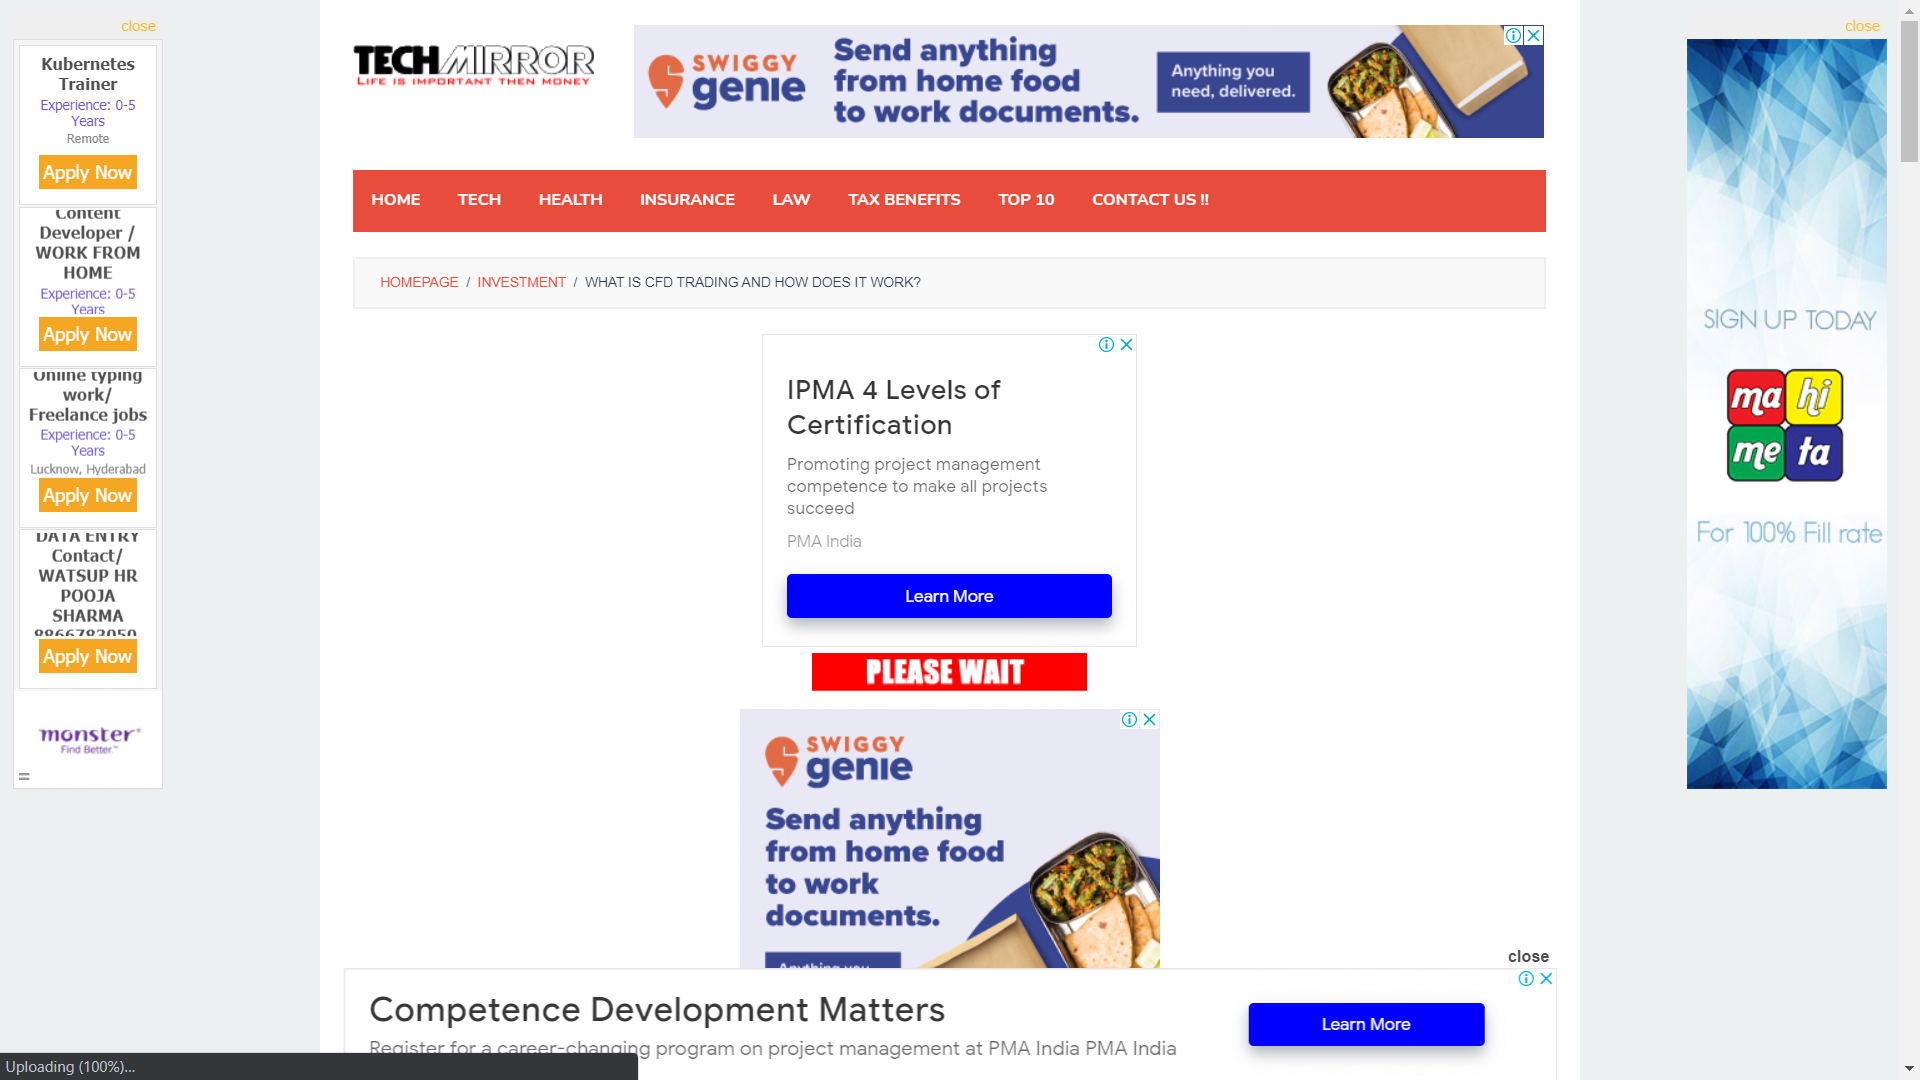 close
Kubernetes
Trainer
Experience: 0-5
Years
Remote
Apply Now
Content
Developer /
WORK FROM
HOME
Experience: 0-5
Years
Apply Now
Online typing
work/
Freelance jobs
Experience: 0-5
Years
Lucknow, Hyderabad
Apply Now
DATA ENTRY
Contact/
WATSUP HR
POOJA
SHARMA
8866783050
Apply Now
monster
Find Better.™
TECHMIRROR
LIFE IS IMPORTANT THEN MONEY
SWIGGY
genie
Send anything
from home food
to work documents.
Anything you
need, delivered.
HOME TECH HEALTH INSURANCE LAW TAX BENEFITS TOP 10 CONTACT US !!
HOMEPAGE / INVESTMENT / WHAT IS CFD TRADING AND HOW DOES IT WORK?
IPMA 4 Levels of
Certification
Promoting project management
competence to make all projects
succeed
PMA India
Learn More
PLEASE WAIT
SWIGGY
genie
Send anything
from home food
to work
documents.
Anything you
close
Competence Development Matters
Register for a career-changing program on project management at PMA India PMA India
Learn More
close
SIGN UP TODAY
ma hi
me ta
For 100% Fill rate
Uploading (100%)...